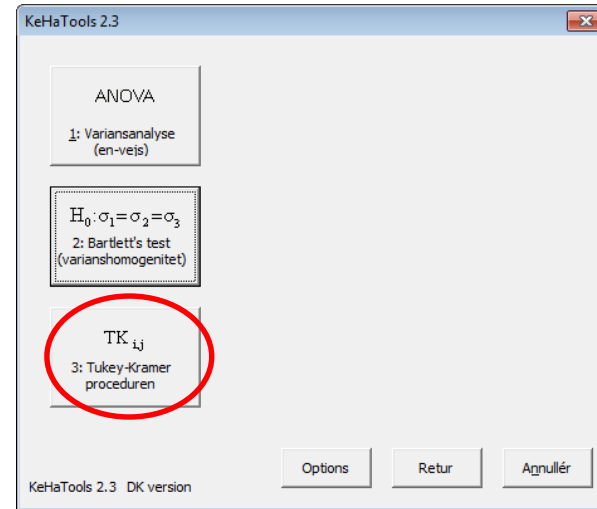 KeHaTools 2.3
ANOVA
1: Variansanalyse
(en-vejs)
H₀:σ₁=σ₂=σ₃
2: Bartlett's test
(varianshomogenitet)
TK i,j
3: Tukey-Kramer
proceduren
Options
Retur
Annullér
KeHaTools 2.3 DK version